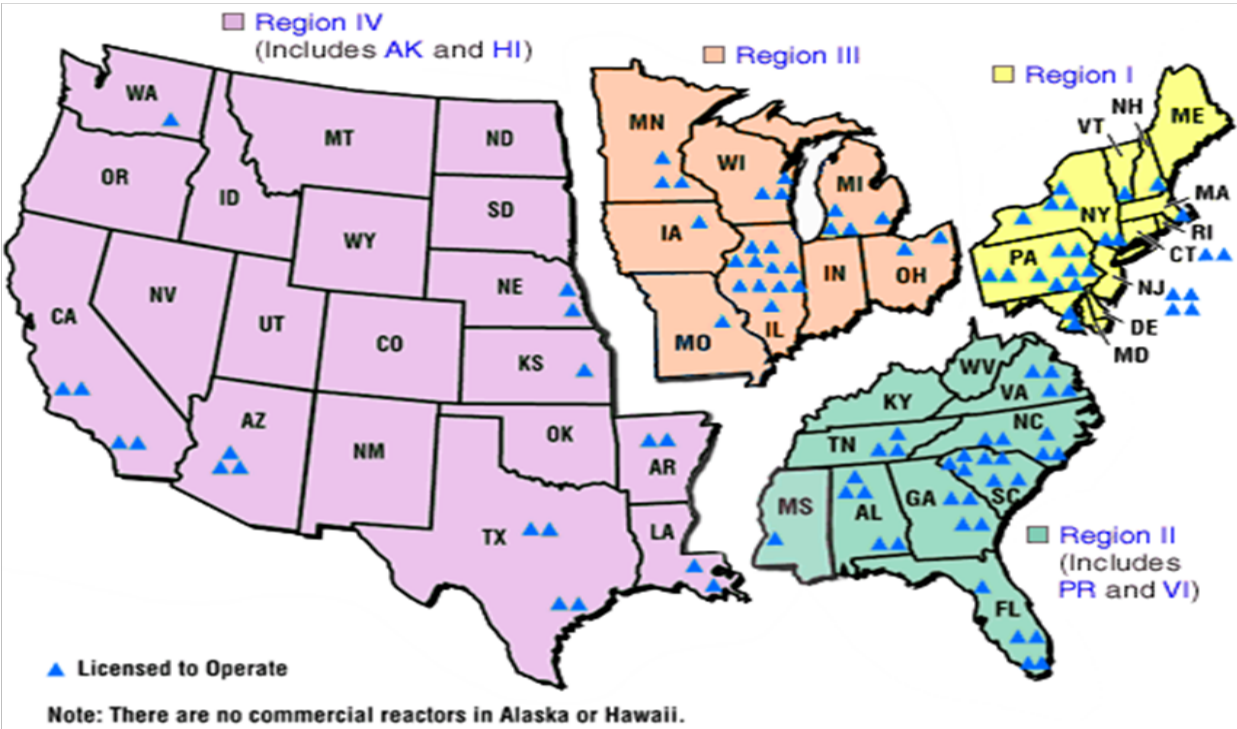 Region IV
(Includes AK and HI)
Region III
Region I
WA
MT
ND
OR
ID
SD
WY
NE
NV
UT
CO
KS
CA
AZ
NM
OK
AR
TX
LA
MN
WI
MI
IA
IL
IN
OH
MO
ME
NH
VT
NY
MA
RI
CT
PA
NJ
DE
MD
WV
VA
KY
NC
TN
SC
MS
AL
GA
FL
Region II
(Includes
PR and VI)
Licensed to Operate
Note: There are no commercial reactors in Alaska or Hawaii.